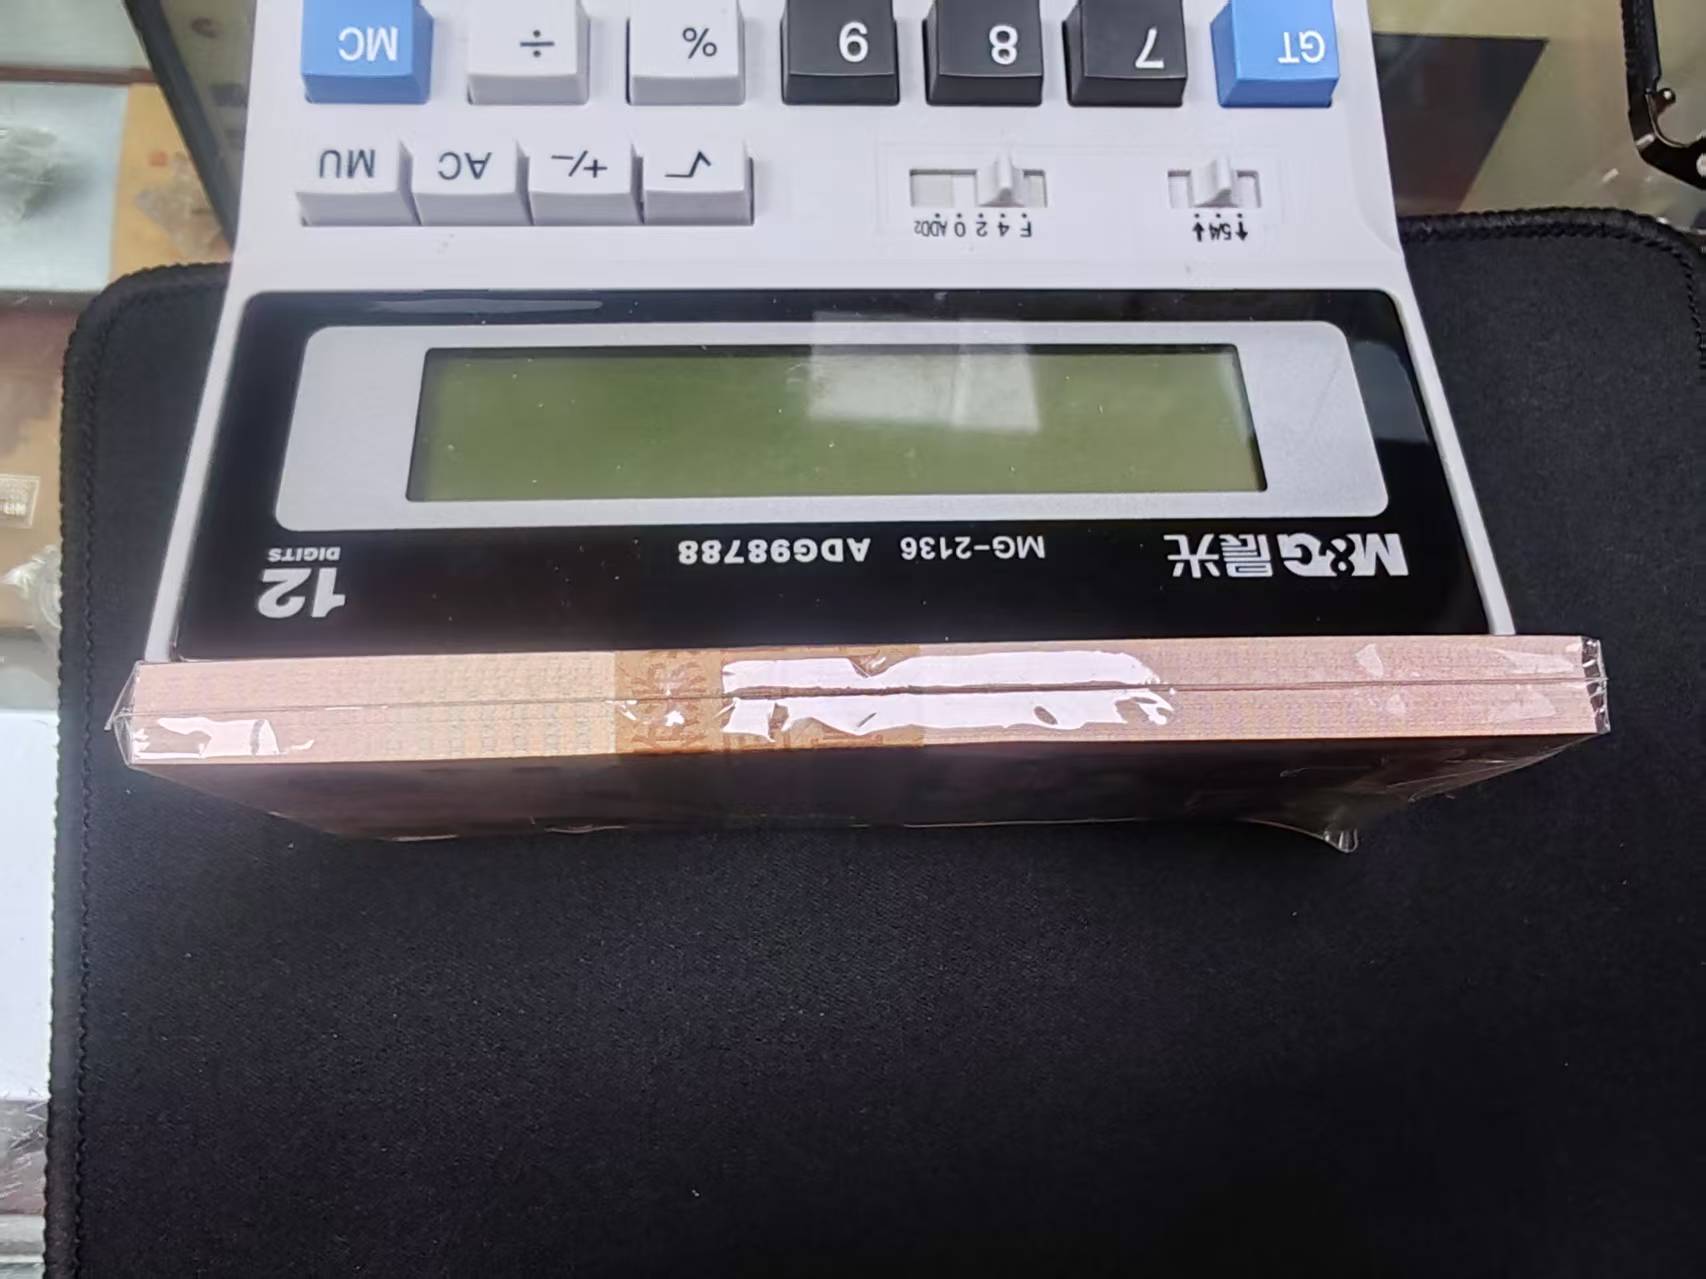 M&G晨光 MG-2136 ADG98788 12
DIGITS
↑5/4↓ F 4 2 0 ADD2
√ +/− AC MU
GT 7 8 9 % ÷ MC